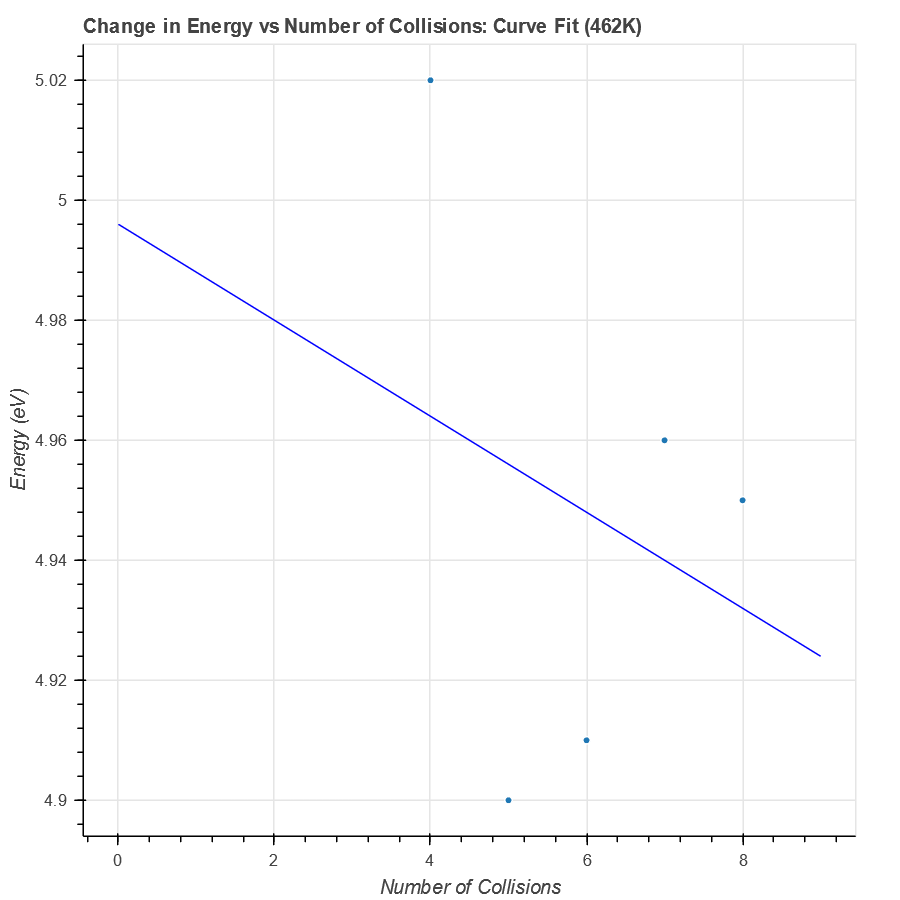 Change in Energy vs Number of Collisions: Curve Fit (462K)
5.02
5
4.98
4.96
4.94
4.92
4.9
Energy (eV)
0 2 4 6 8
Number of Collisions